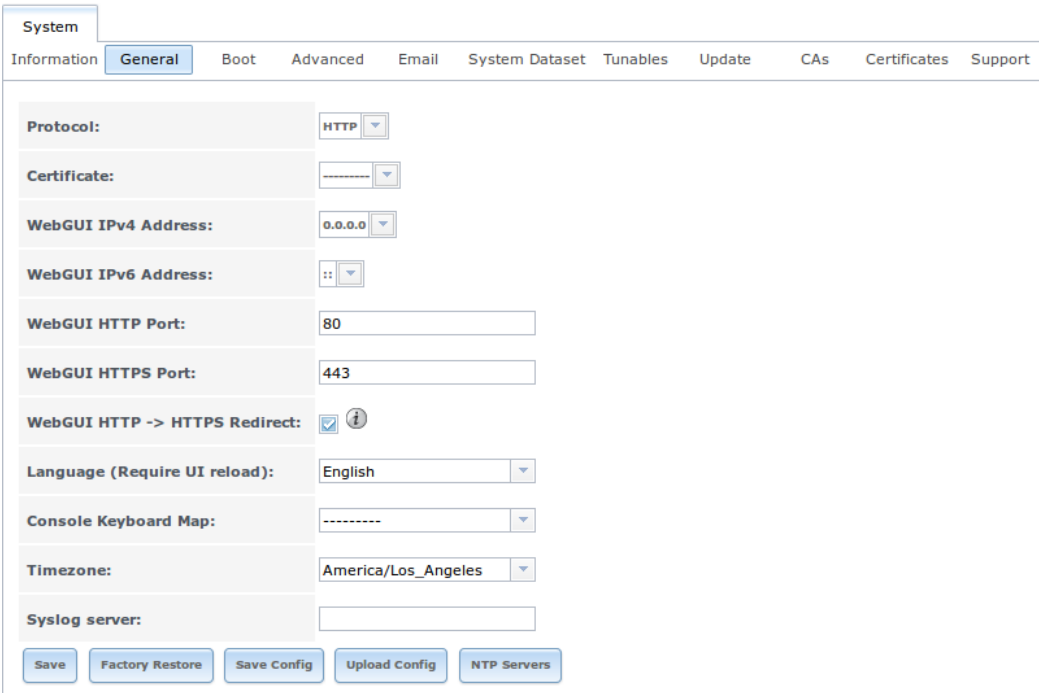 System
Information General Boot Advanced Email System Dataset Tunables Update CAs Certificates Support
Protocol: HTTP
Certificate: ---------
WebGUI IPv4 Address: 0.0.0.0
WebGUI IPv6 Address: ::
WebGUI HTTP Port: 80
WebGUI HTTPS Port: 443
WebGUI HTTP -> HTTPS Redirect: i
Language (Require UI reload): English
Console Keyboard Map: ---------
Timezone: America/Los_Angeles
Syslog server:
Save Factory Restore Save Config Upload Config NTP Servers